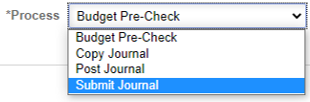 *Process Budget Pre-Check
Budget Pre-Check
Copy Journal
Post Journal
Submit Journal